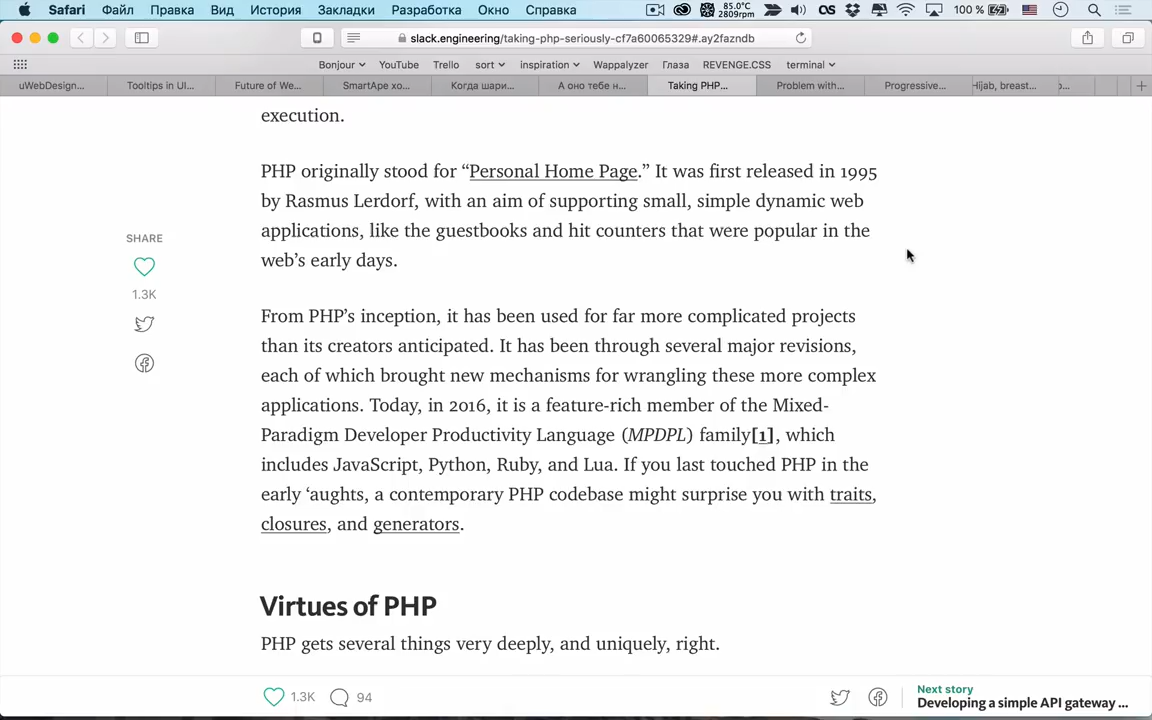 Safari Файл Правка Вид История Закладки Разработка Окно Справка 85.0°C 2809rpm 100 %
slack.engineering/taking-php-seriously-cf7a60065329#.ay2fazndb
Bonjour YouTube Trello sort inspiration Wappalyzer Глаза REVENGE.CSS terminal
uWebDesign... Tooltips in UI... Future of We... SmartApe хо... Когда шари... А оно тебе н... Taking PHP... Problem with... Progressive... Hijab, breast...
execution.
PHP originally stood for “Personal Home Page.” It was first released in 1995
by Rasmus Lerdorf, with an aim of supporting small, simple dynamic web
applications, like the guestbooks and hit counters that were popular in the
web’s early days.
SHARE
1.3K
From PHP’s inception, it has been used for far more complicated projects
than its creators anticipated. It has been through several major revisions,
each of which brought new mechanisms for wrangling these more complex
applications. Today, in 2016, it is a feature-rich member of the Mixed-
Paradigm Developer Productivity Language (MPDPL) family[1], which
includes JavaScript, Python, Ruby, and Lua. If you last touched PHP in the
early ‘aughts, a contemporary PHP codebase might surprise you with traits,
closures, and generators.
Virtues of PHP
PHP gets several things very deeply, and uniquely, right.
1.3K 94
Next story
Developing a simple API gateway ...